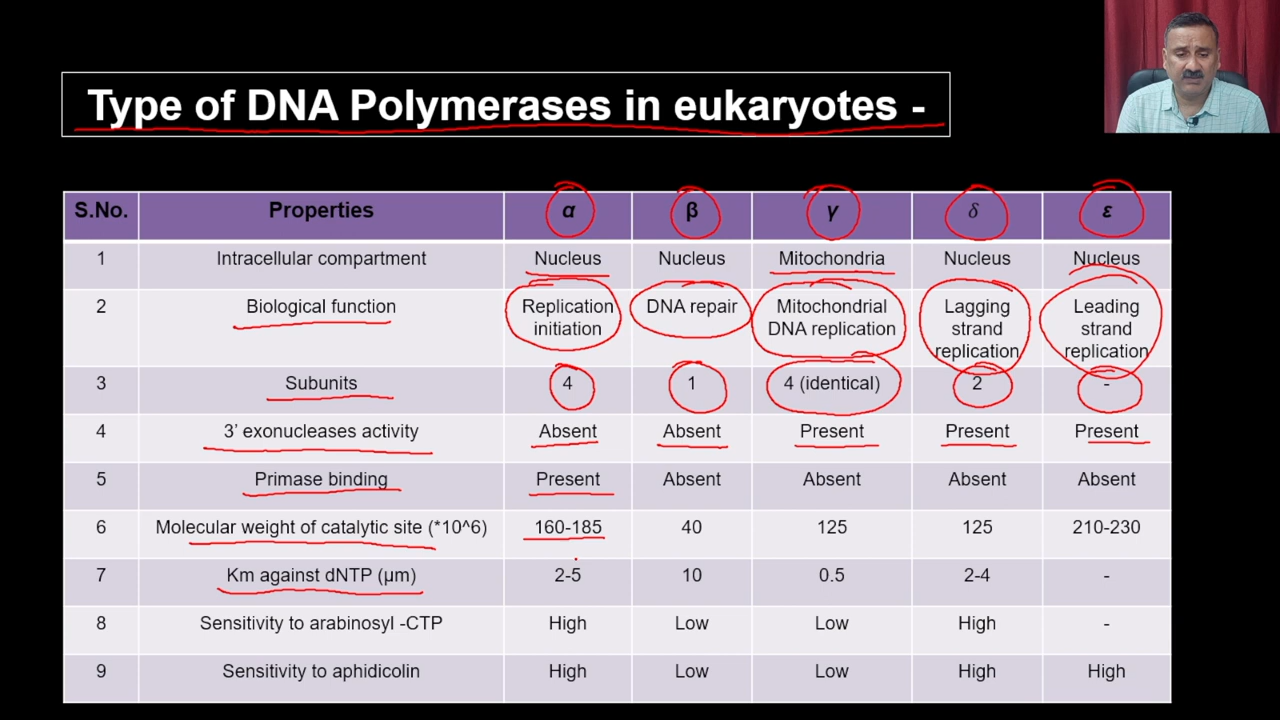 Type of DNA Polymerases in eukaryotes -
S.No. Properties α β γ δ ε
1 Intracellular compartment Nucleus Nucleus Mitochondria Nucleus Nucleus
2 Biological function Replication initiation DNA repair Mitochondrial DNA replication Lagging strand replication Leading strand replication
3 Subunits 4 1 4 (identical) 2 -
4 3’ exonucleases activity Absent Absent Present Present Present
5 Primase binding Present Absent Absent Absent Absent
6 Molecular weight of catalytic site (*10^6) 160-185 40 125 125 210-230
7 Km against dNTP (μm) 2-5 10 0.5 2-4 -
8 Sensitivity to arabinosyl -CTP High Low Low High -
9 Sensitivity to aphidicolin High Low Low High High